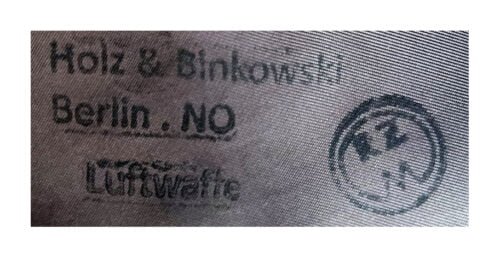 Holz & Binkowski
Berlin . NO
Luftwaffe
RZ